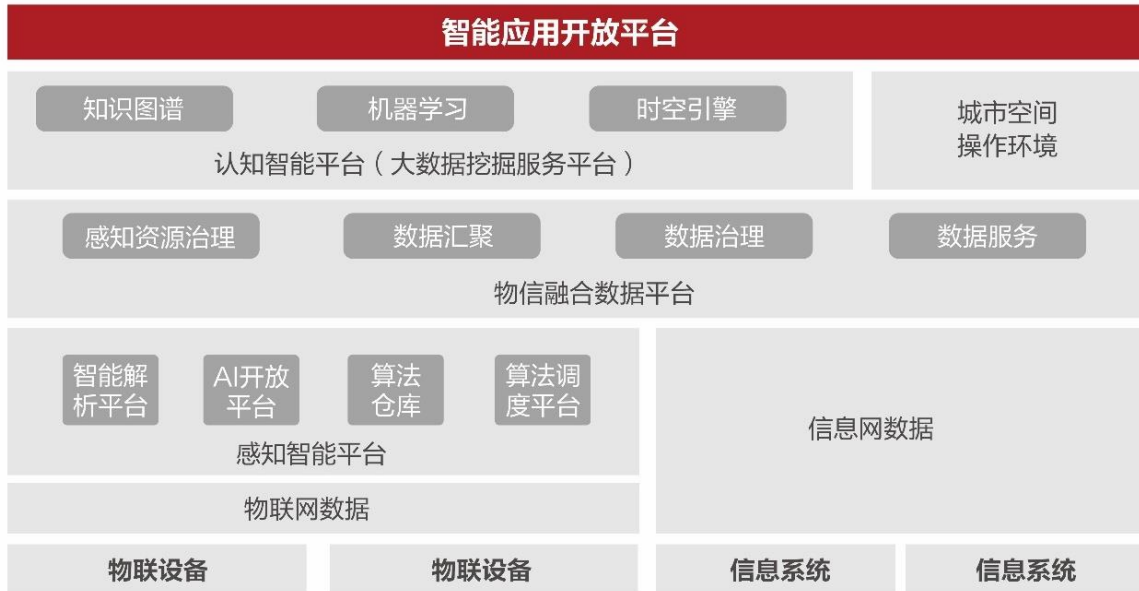 智能应用开放平台
知识图谱
机器学习
时空引擎
认知智能平台（大数据挖掘服务平台）
城市空间
操作环境
感知资源治理
数据汇聚
数据治理
数据服务
物信融合数据平台
智能解
析平台
AI开放
平台
算法
仓库
算法调
度平台
感知智能平台
信息网数据
物联网数据
物联设备
物联设备
信息系统
信息系统